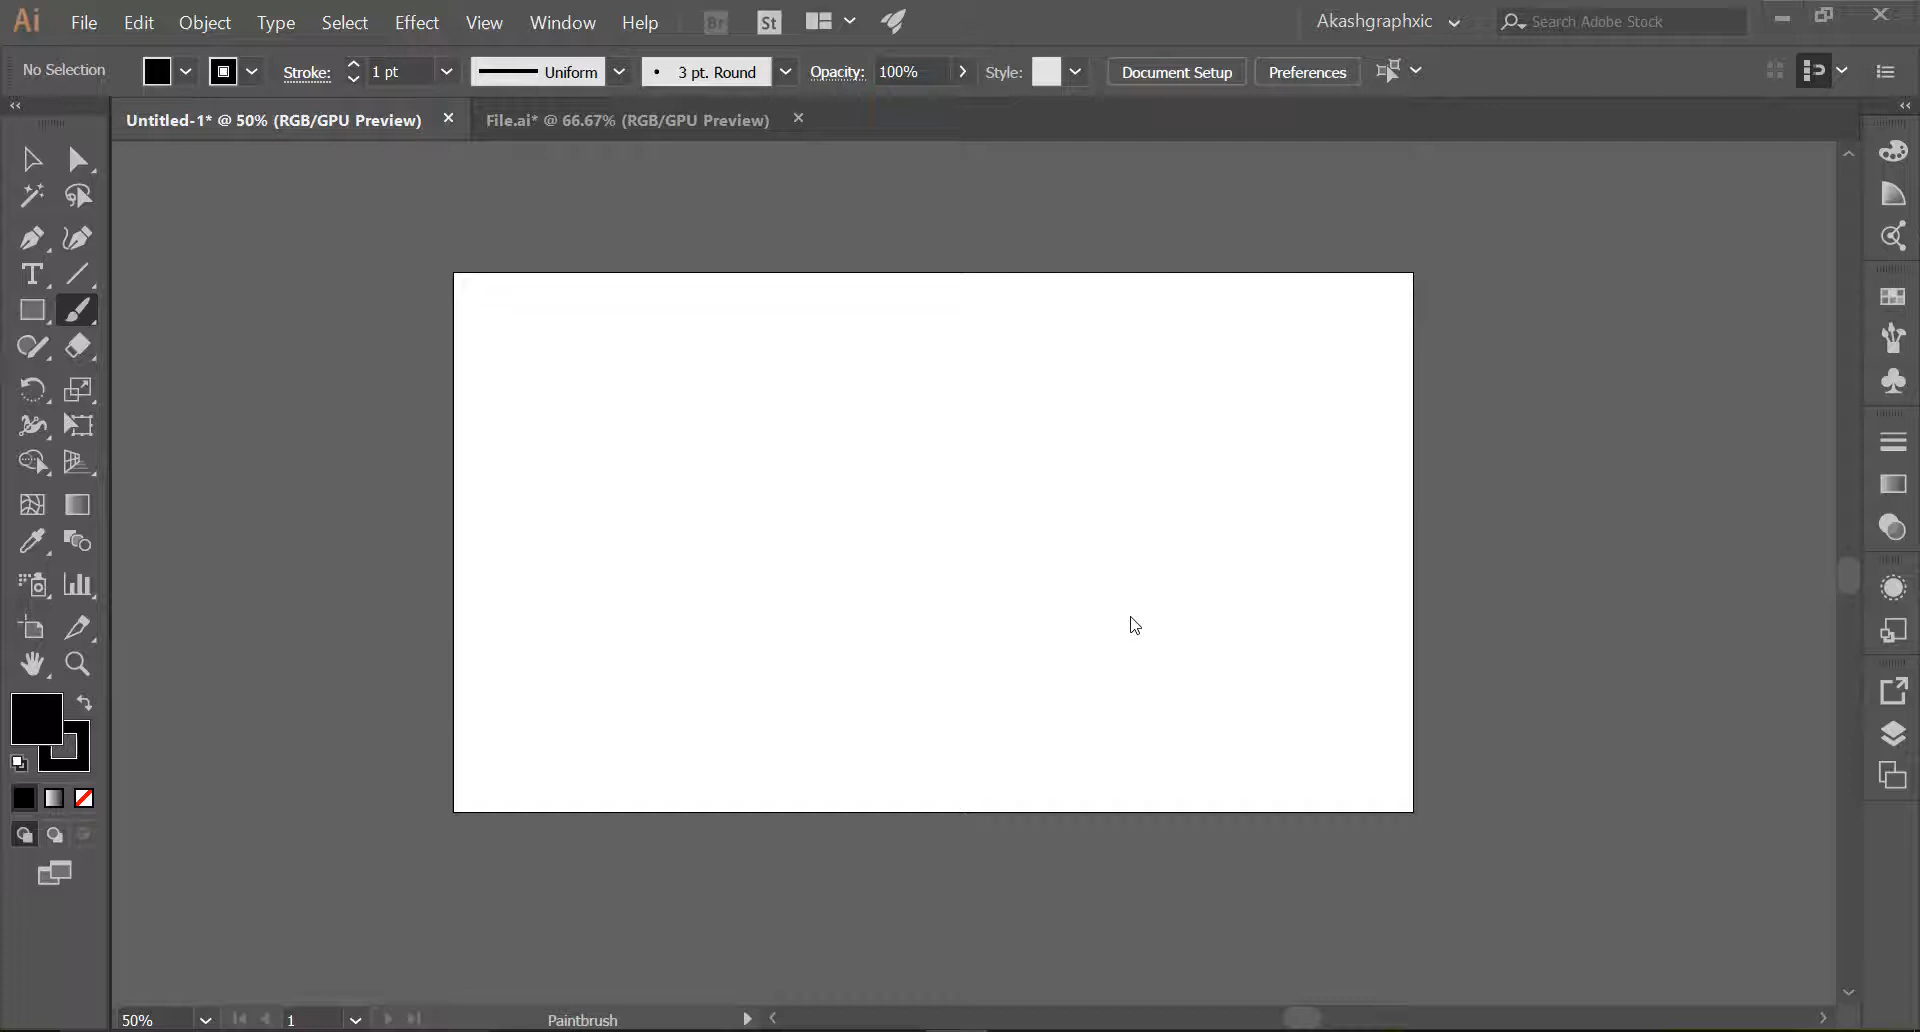 Ai File Edit Object Type Select Effect View Window Help Br St Akashgraphxic Search Adobe Stock
No Selection Stroke: 1 pt Uniform 3 pt. Round Opacity: 100% Style: Document Setup Preferences
Untitled-1* @ 50% (RGB/GPU Preview) File.ai* @ 66.67% (RGB/GPU Preview)
50% 1 Paintbrush